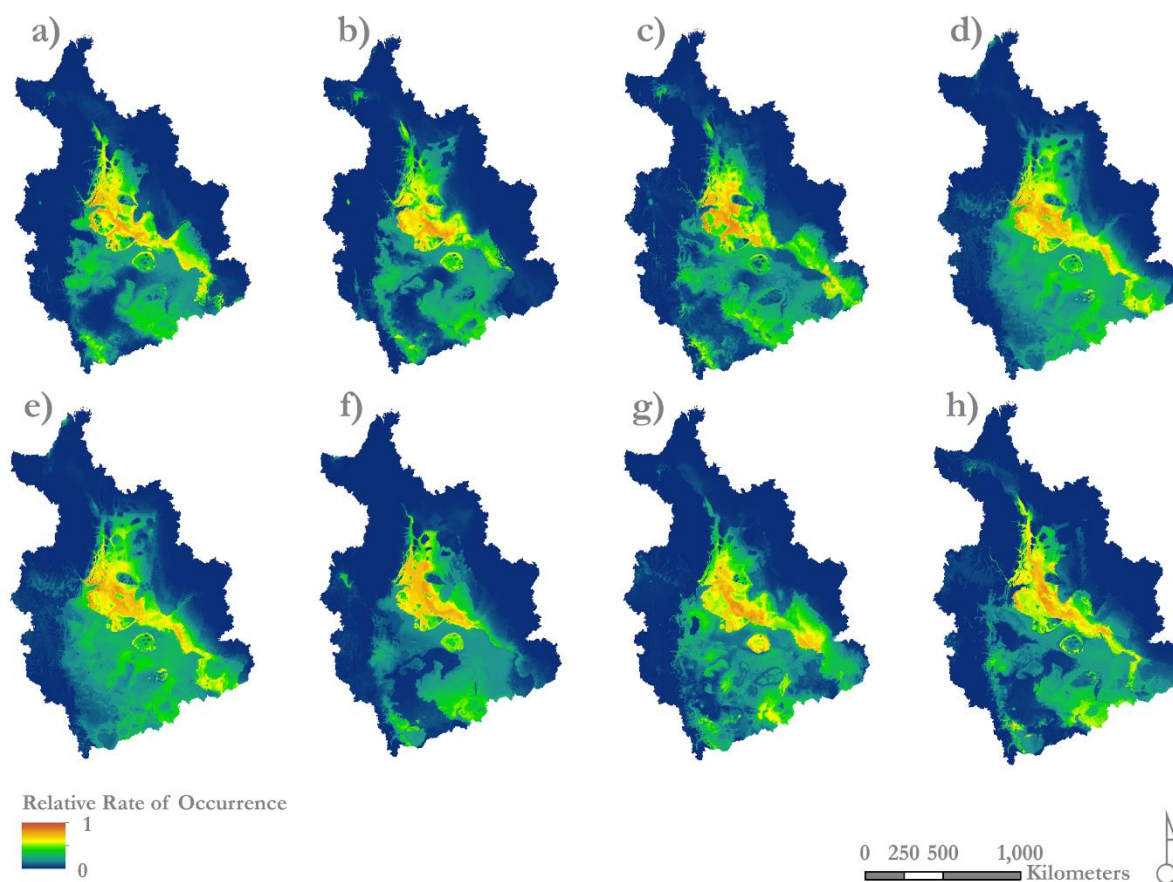 a) b) c) d)
e) f) g) h)
Relative Rate of Occurrence
1
0
0 250 500 1,000
Kilometers